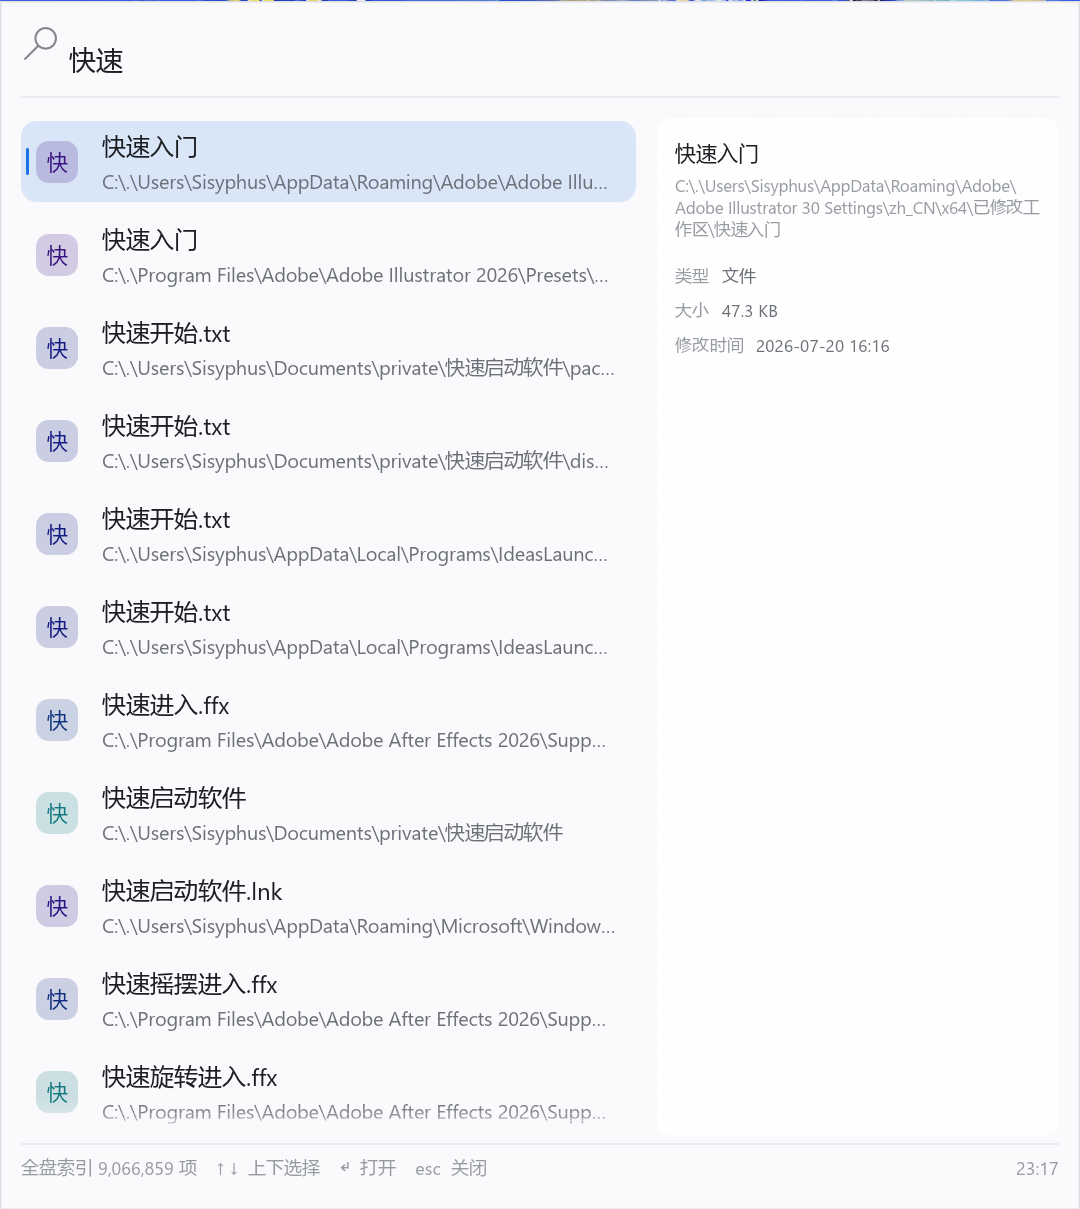 快速
快
快速入门
C:\.\Users\Sisyphus\AppData\Roaming\Adobe\Adobe Illu...
快
快速入门
C:\.\Program Files\Adobe\Adobe Illustrator 2026\Presets\...
快
快速开始.txt
C:\.\Users\Sisyphus\Documents\private\快速启动软件\pac...
快
快速开始.txt
C:\.\Users\Sisyphus\Documents\private\快速启动软件\dis...
快
快速开始.txt
C:\.\Users\Sisyphus\AppData\Local\Programs\IdeasLaunc...
快
快速开始.txt
C:\.\Users\Sisyphus\AppData\Local\Programs\IdeasLaunc...
快
快速进入.ffx
C:\.\Program Files\Adobe\Adobe After Effects 2026\Supp...
快
快速启动软件
C:\.\Users\Sisyphus\Documents\private\快速启动软件
快
快速启动软件.lnk
C:\.\Users\Sisyphus\AppData\Roaming\Microsoft\Window...
快
快速摇摆进入.ffx
C:\.\Program Files\Adobe\Adobe After Effects 2026\Supp...
快
快速旋转进入.ffx
C:\.\Program Files\Adobe\Adobe After Effects 2026\Supp...
快速入门
C:\.\Users\Sisyphus\AppData\Roaming\Adobe\
Adobe Illustrator 30 Settings\zh_CN\x64\已修改工
作区\快速入门
类型 文件
大小 47.3 KB
修改时间 2026-07-20 16:16
全盘索引 9,066,859 项 ↑↓ 上下选择 ↵ 打开 esc 关闭
23:17